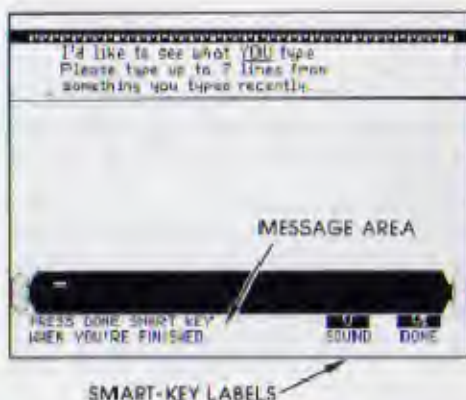 I'd like to see what YOU type
Please type up to 7 lines from
something you typed recently.
MESSAGE AREA
PRESS DONE SMART KEY
WHEN YOU'RE FINISHED
SOUND DONE
SMART-KEY LABELS